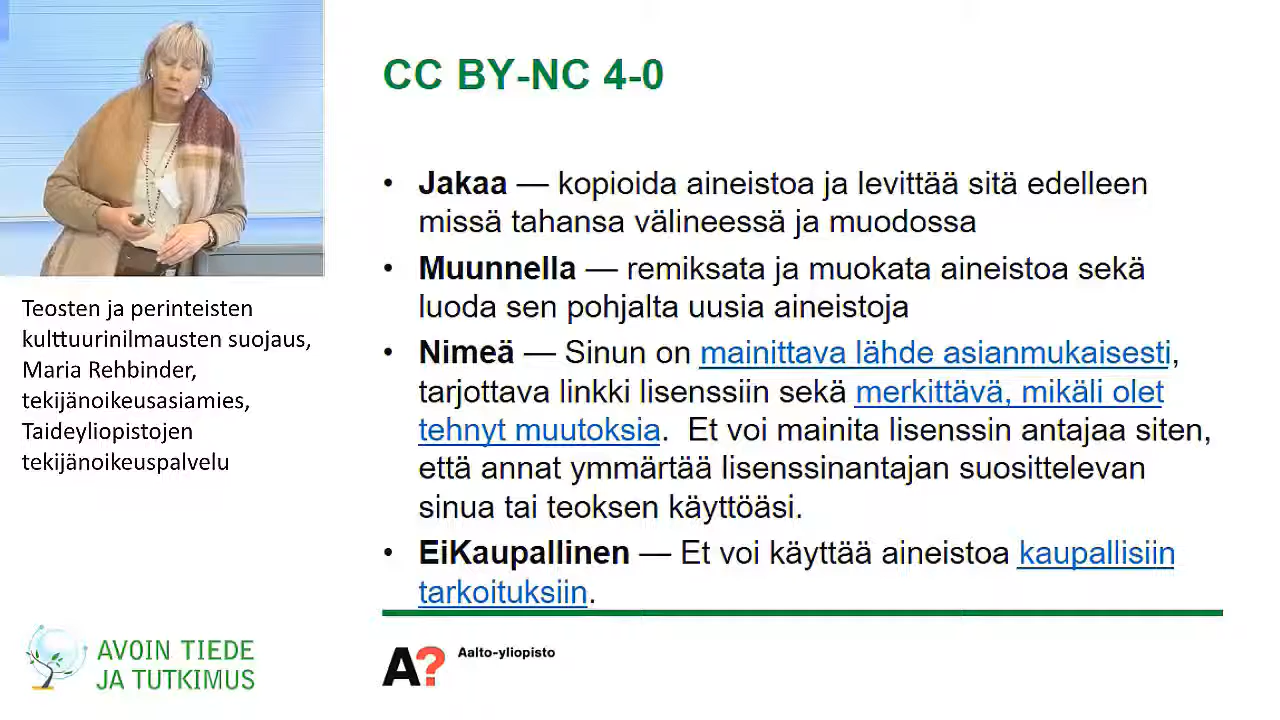 CC BY-NC 4-0
• Jakaa — kopioida aineistoa ja levittää sitä edelleen
missä tahansa välineessä ja muodossa
• Muunnella — remiksata ja muokata aineistoa sekä
luoda sen pohjalta uusia aineistoja
• Nimeä — Sinun on mainittava lähde asianmukaisesti,
tarjottava linkki lisenssiin sekä merkittävä, mikäli olet
tehnyt muutoksia.  Et voi mainita lisenssin antajaa siten,
että annat ymmärtää lisenssinantajan suosittelevan
sinua tai teoksen käyttöäsi.
• EiKaupallinen — Et voi käyttää aineistoa kaupallisiin
tarkoituksiin.
Teosten ja perinteisten
kulttuurinilmausten suojaus,
Maria Rehbinder,
tekijänoikeusasiamies,
Taideyliopistojen
tekijänoikeuspalvelu
AVOIN TIEDE
JA TUTKIMUS
A?
Aalto-yliopisto